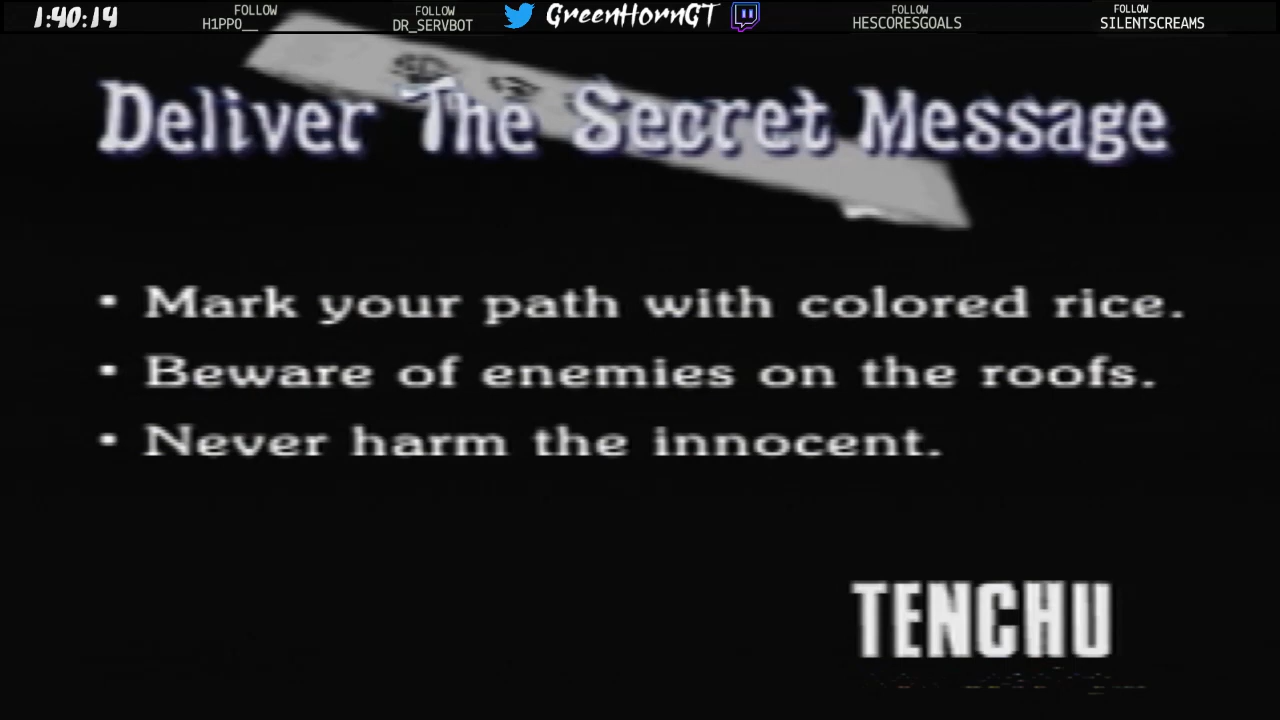 1:40:14
FOLLOW
H1PPO__
FOLLOW
DR_SERVBOT
GreenHornGT
FOLLOW
HESCORESGOALS
FOLLOW
SILENTSCREAMS
Deliver The Secret Message
• Mark your path with colored rice.
• Beware of enemies on the roofs.
• Never harm the innocent.
TENCHU